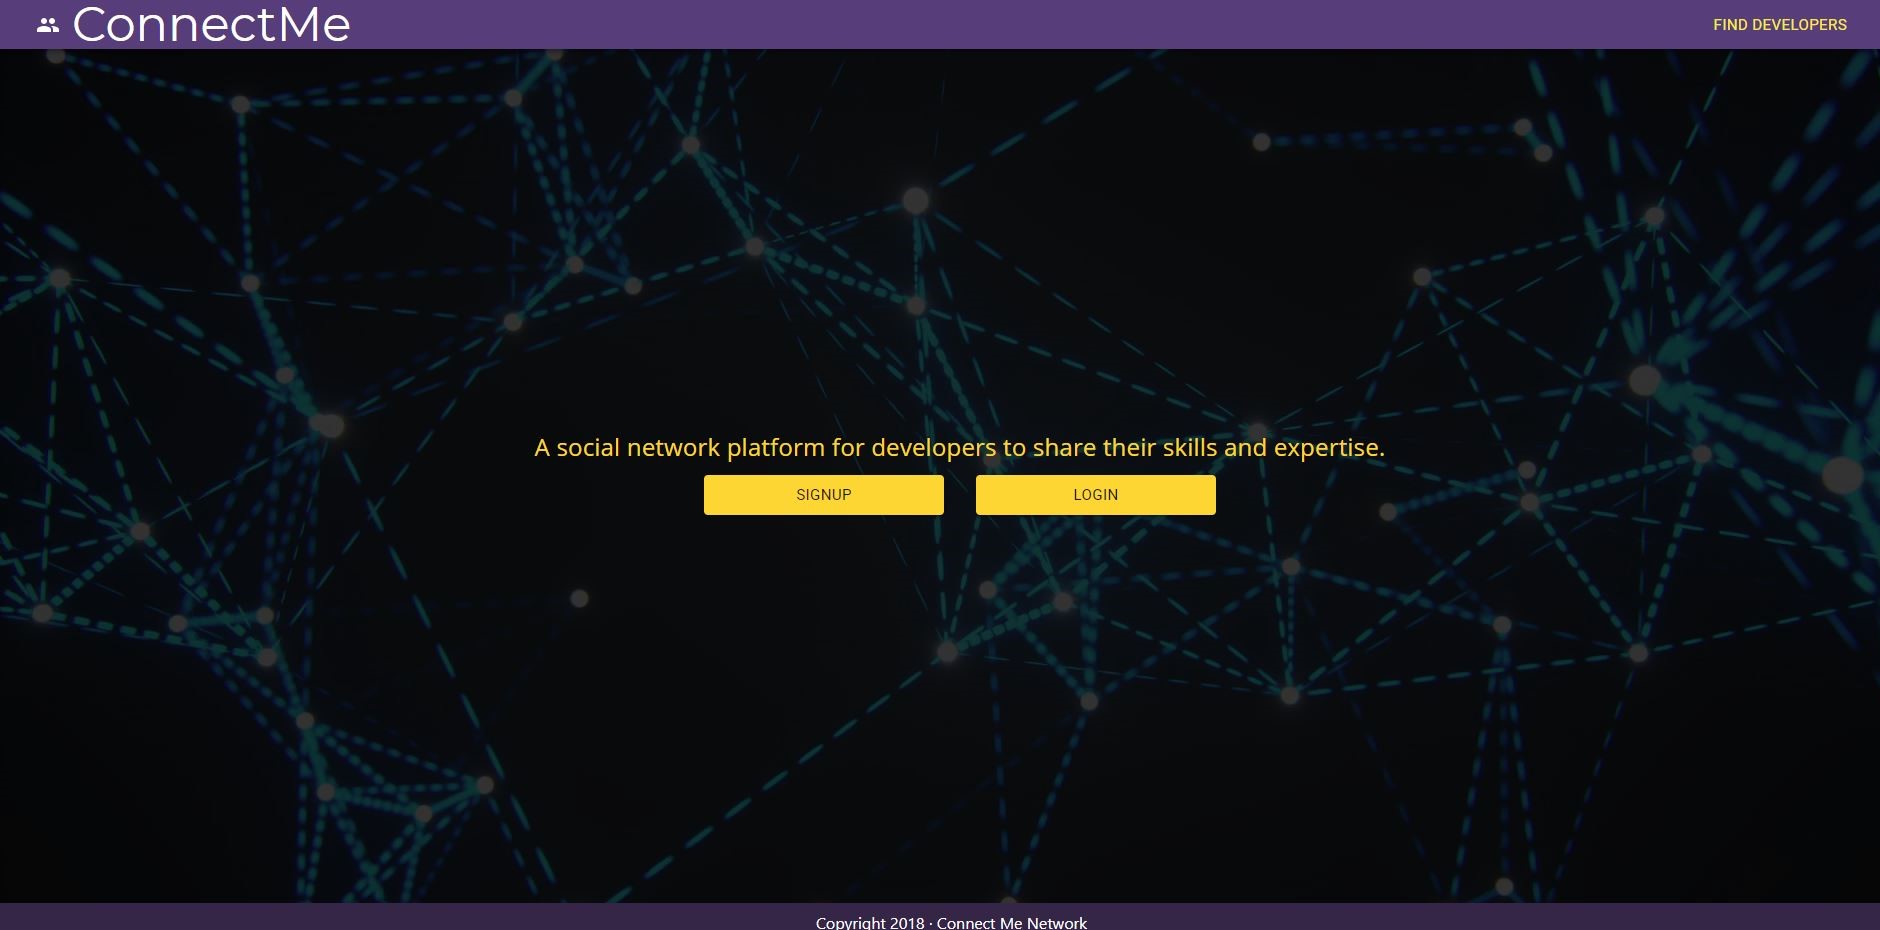 ConnectMe
FIND DEVELOPERS
A social network platform for developers to share their skills and expertise.
SIGNUP
LOGIN
Copyright 2018 · Connect Me Network